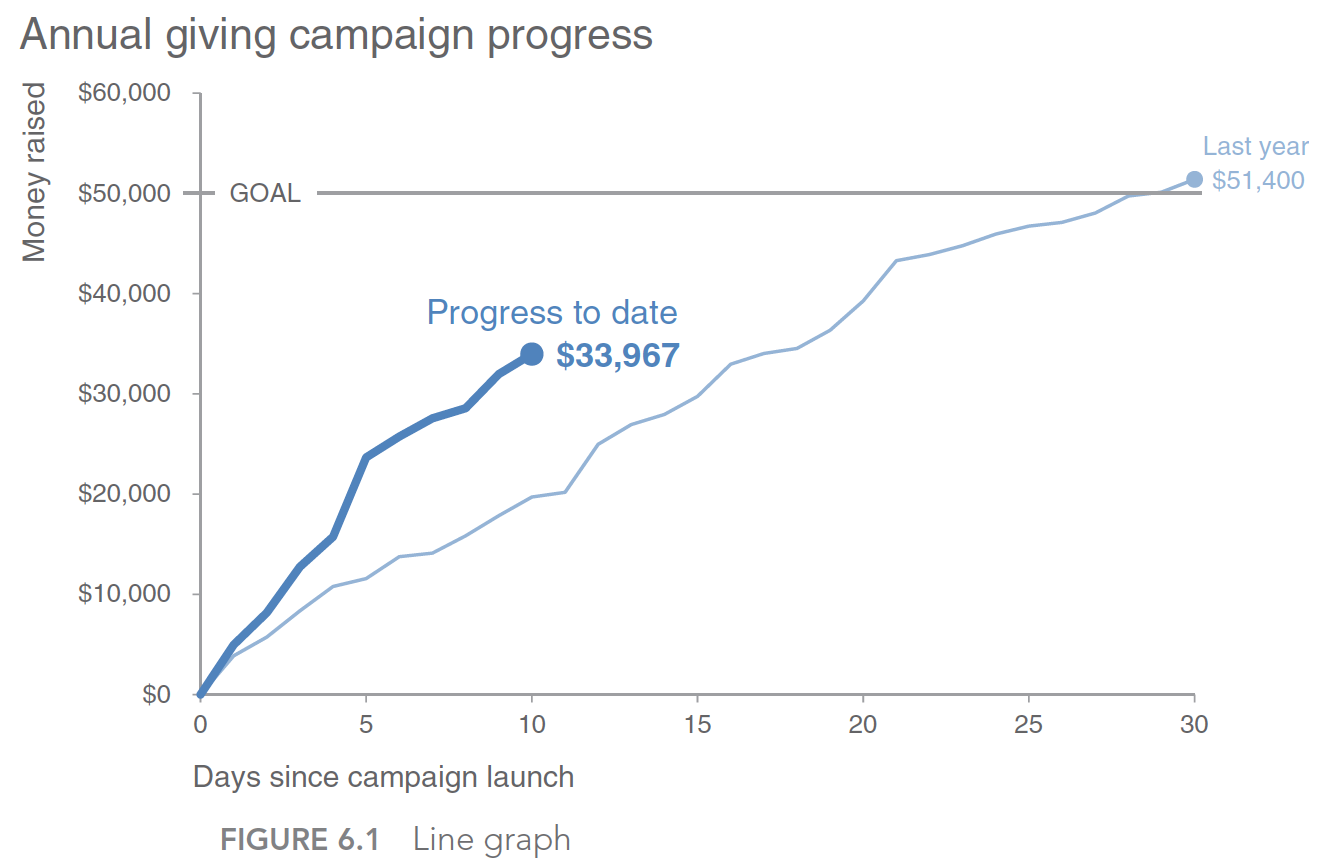 Annual giving campaign progress
Money raised
$60,000
$50,000
GOAL
$40,000
$30,000
$20,000
$10,000
$0
Last year
$51,400
Progress to date
$33,967
0 5 10 15 20 25 30
Days since campaign launch
FIGURE 6.1 Line graph